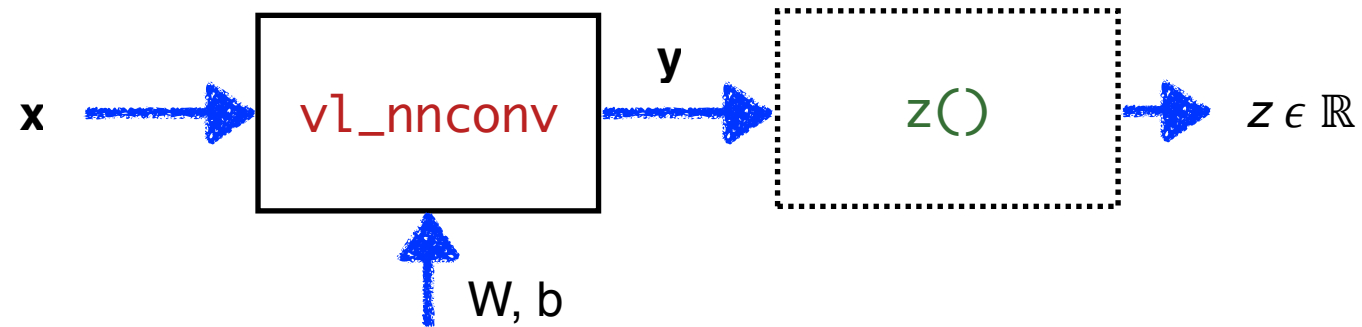 x
vl_nnconv
y
z()
z ϵ ℝ
W, b